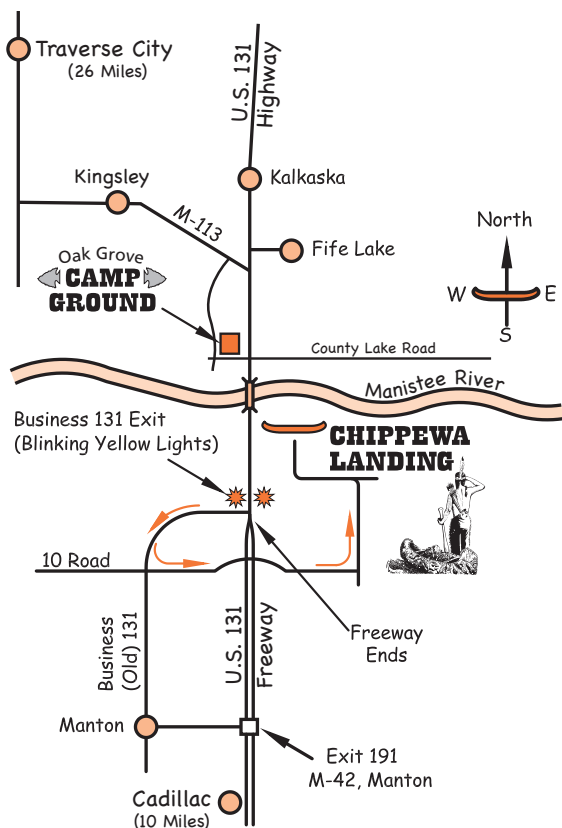 Traverse City
(26 Miles)
U.S. 131
Highway
Kingsley
Kalkaska
M-113
Fife Lake
North
W
E
S
Oak Grove
CAMP
GROUND
County Lake Road
Manistee River
Business 131 Exit
(Blinking Yellow Lights)
CHIPPEWA
LANDING
10 Road
Business
(Old) 131
U.S. 131
Freeway
Freeway
Ends
Manton
Exit 191
M-42, Manton
Cadillac
(10 Miles)